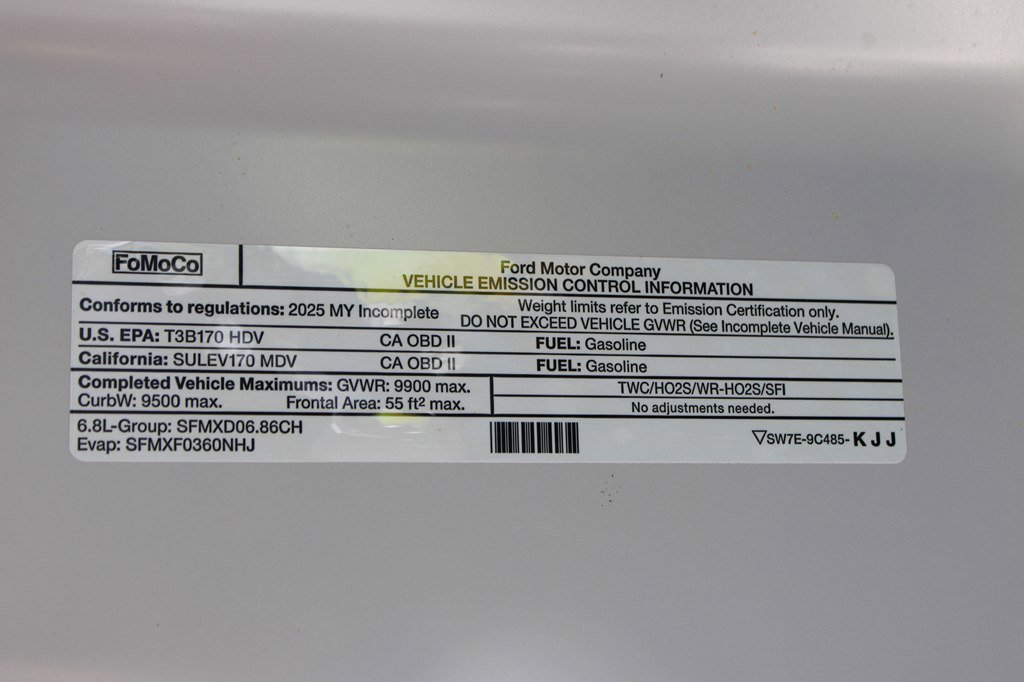 FoMoCo
Ford Motor Company
VEHICLE EMISSION CONTROL INFORMATION
Conforms to regulations: 2025 MY Incomplete
Weight limits refer to Emission Certification only.
DO NOT EXCEED VEHICLE GVWR (See Incomplete Vehicle Manual).
U.S. EPA: T3B170 HDV CA OBD II FUEL: Gasoline
California: SULEV170 MDV CA OBD II FUEL: Gasoline
Completed Vehicle Maximums: GVWR: 9900 max.
CurbW: 9500 max. Frontal Area: 55 ft² max.
TWC/HO2S/WR-HO2S/SFI
No adjustments needed.
6.8L-Group: SFMXD06.86CH
Evap: SFMXF0360NHJ
▽SW7E-9C485-KJJ